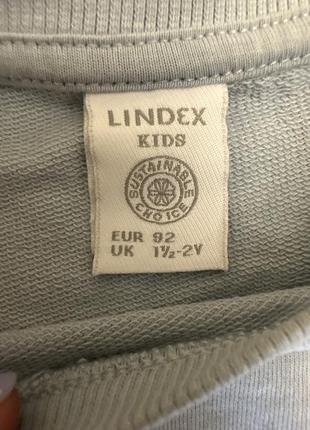 LINDEX
KIDS
SUSTAINABLE
CHOICE
EUR 92
UK 1½-2Y